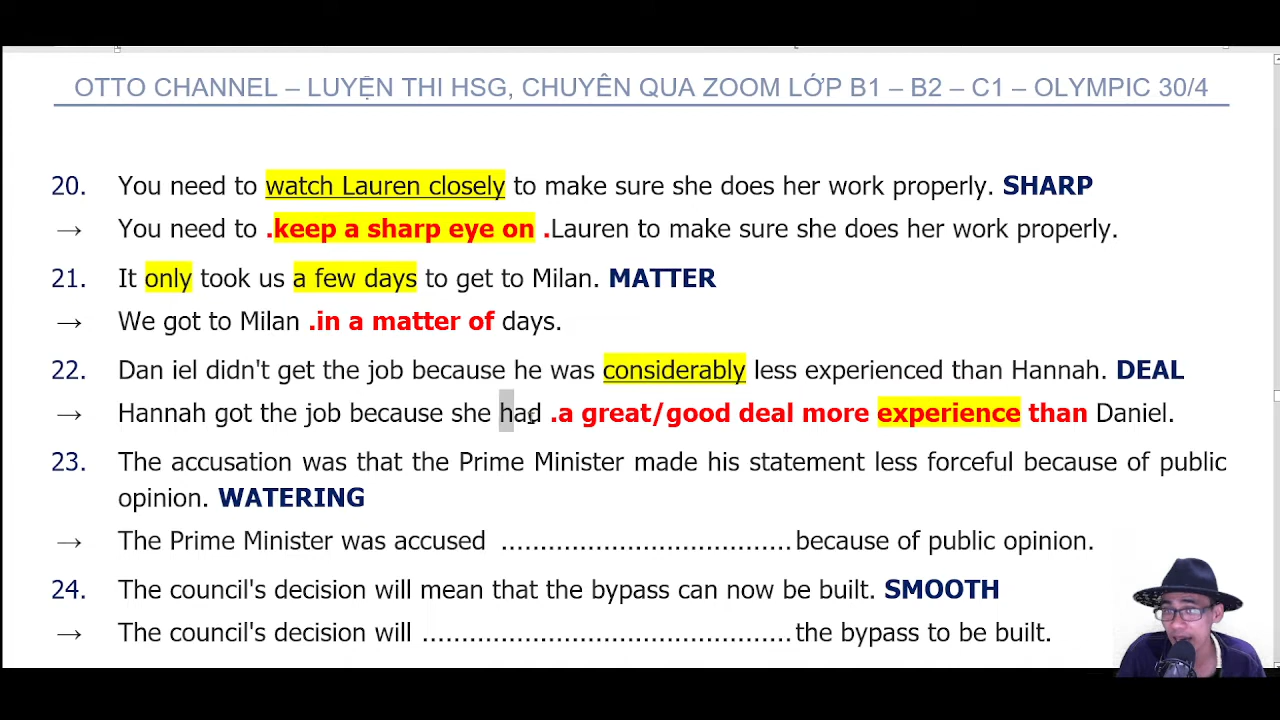 OTTO CHANNEL – LUYỆN THI HSG, CHUYÊN QUA ZOOM LỚP B1 – B2 – C1 – OLYMPIC 30/4
20. You need to watch Lauren closely to make sure she does her work properly. SHARP
→ You need to .keep a sharp eye on .Lauren to make sure she does her work properly.
21. It only took us a few days to get to Milan. MATTER
→ We got to Milan .in a matter of days.
22. Dan iel didn't get the job because he was considerably less experienced than Hannah. DEAL
→ Hannah got the job because she had .a great/good deal more experience than Daniel.
23. The accusation was that the Prime Minister made his statement less forceful because of public
opinion. WATERING
→ The Prime Minister was accused .....................................because of public opinion.
24. The council's decision will mean that the bypass can now be built. SMOOTH
→ The council's decision will ...............................................the bypass to be built.